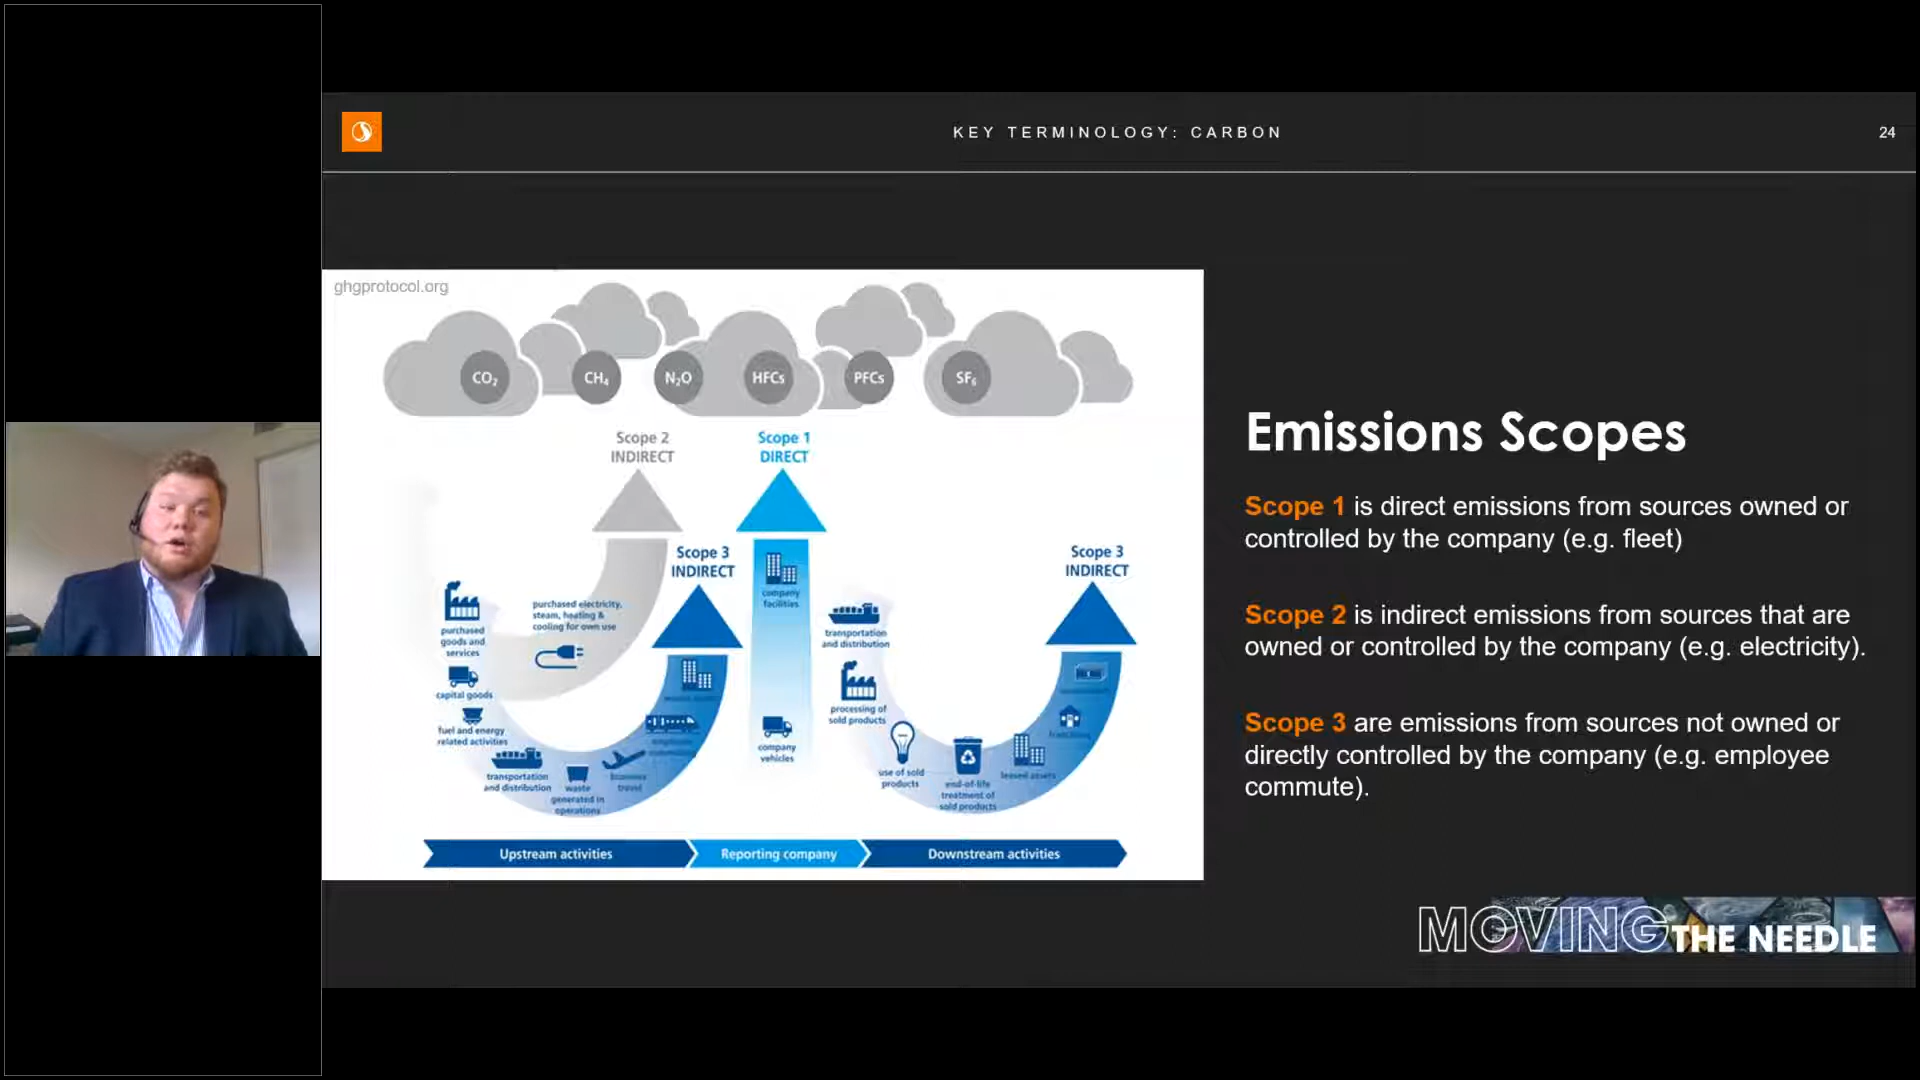 KEY TERMINOLOGY: CARBON
24
ghgprotocol.org
CO₂
CH₄
N₂O
HFCs
PFCs
SF₆
Scope 2
INDIRECT
Scope 1
DIRECT
Scope 3
INDIRECT
Scope 3
INDIRECT
purchased
goods and
services
capital goods
fuel and energy
related activities
transportation
and distribution
waste
generated in
operations
business
travel
purchased electricity,
steam, heating &
cooling for own use
company
facilities
company
vehicles
transportation
and distribution
processing of
sold products
use of sold
products
end-of-life
treatment of
sold products
leased assets
Upstream activities
Reporting company
Downstream activities
Emissions Scopes
Scope 1 is direct emissions from sources owned or
controlled by the company (e.g. fleet)
Scope 2 is indirect emissions from sources that are
owned or controlled by the company (e.g. electricity).
Scope 3 are emissions from sources not owned or
directly controlled by the company (e.g. employee
commute).
MOVING THE NEEDLE